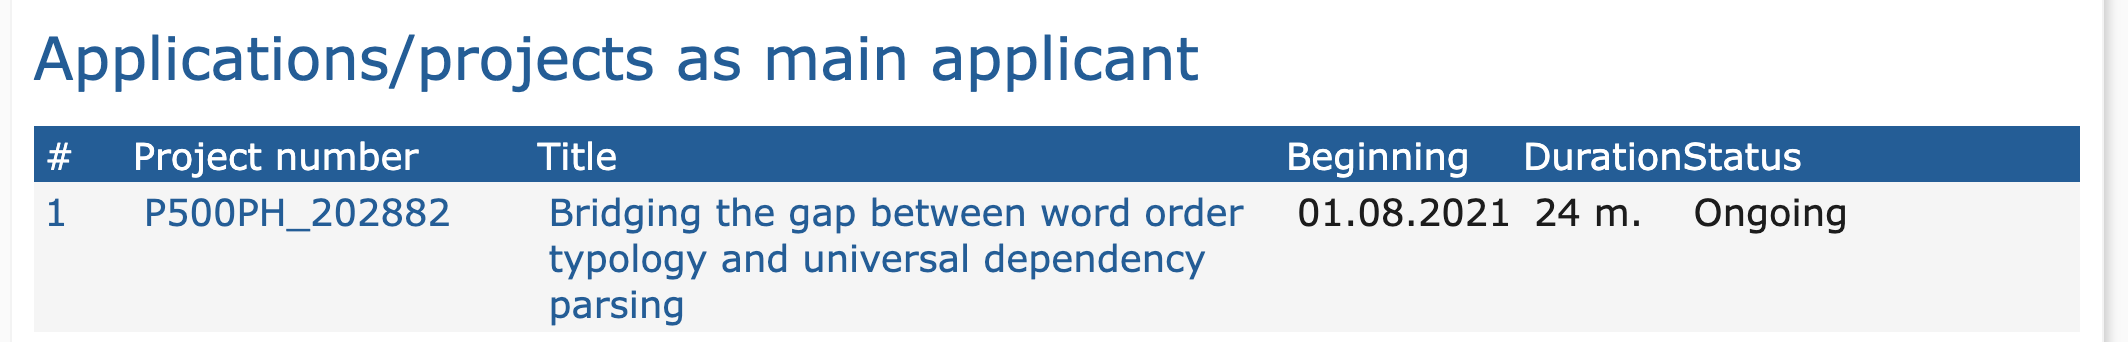 Applications/projects as main applicant
# Project number Title Beginning Duration Status
1 P500PH_202882 Bridging the gap between word order 01.08.2021 24 m. Ongoing
typology and universal dependency
parsing